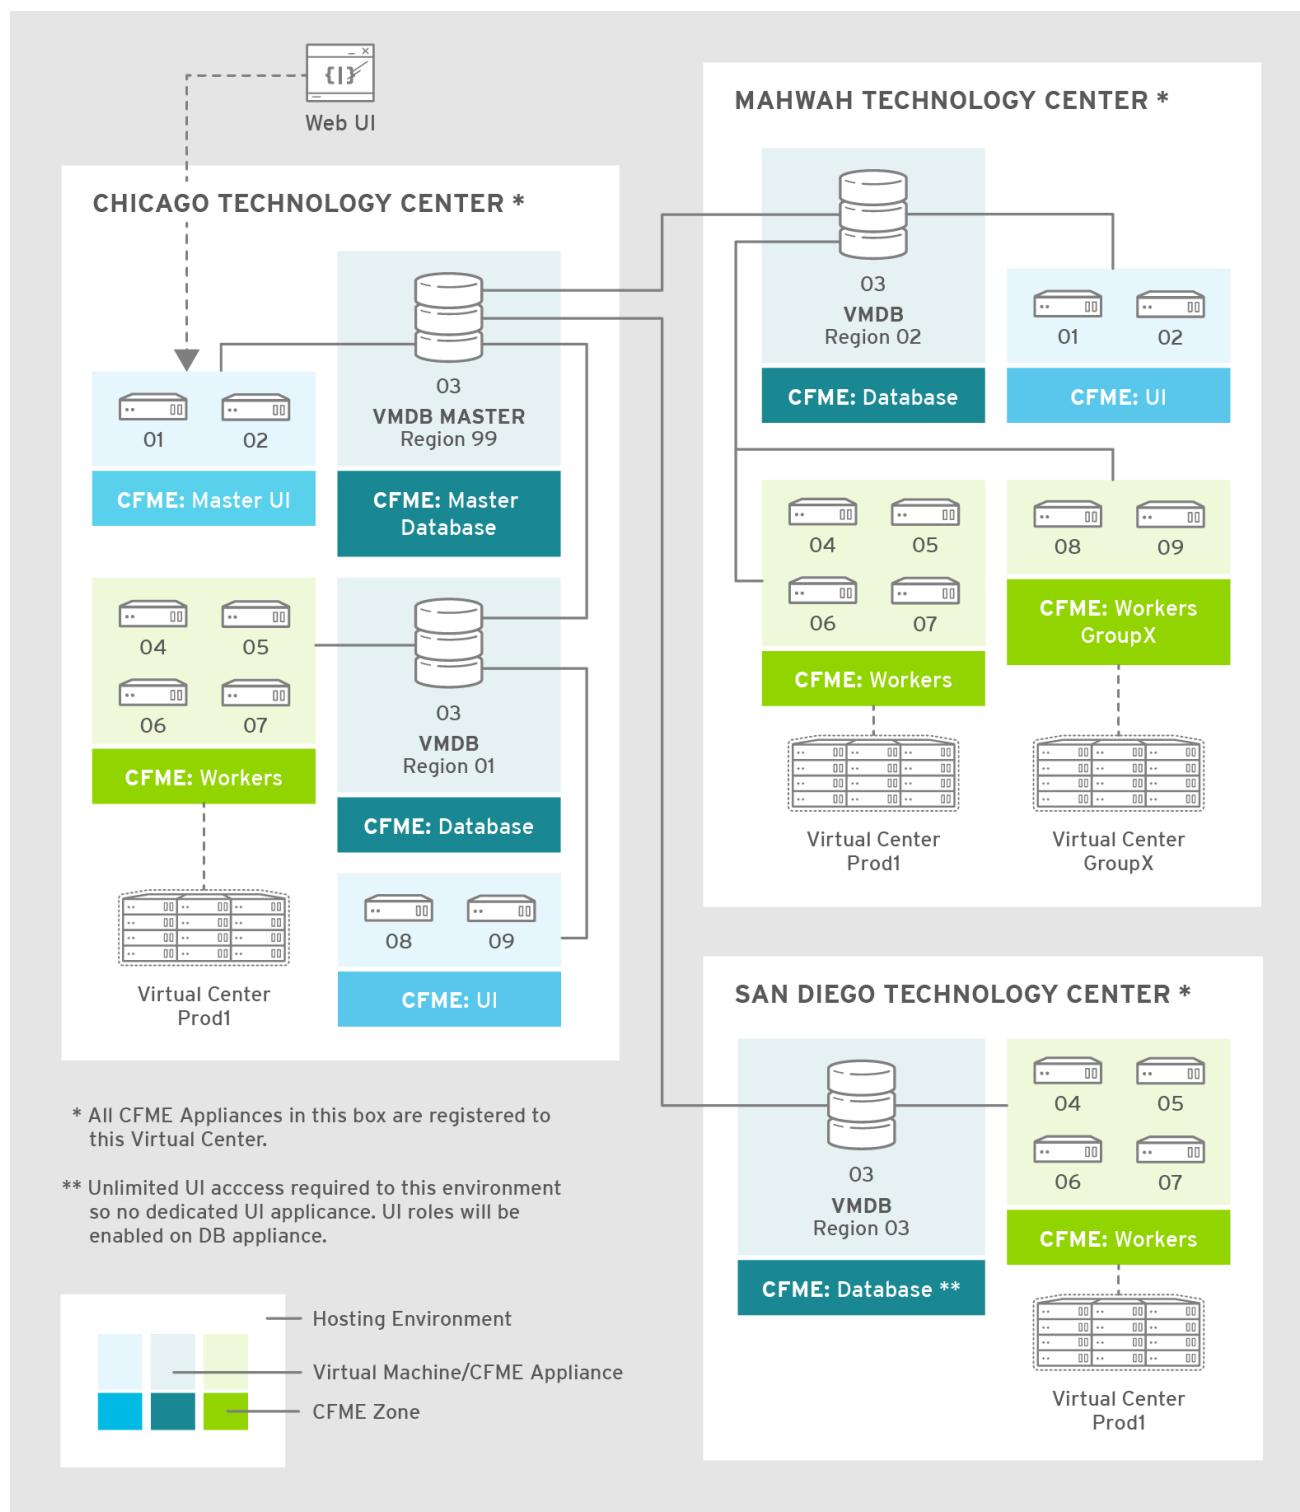 {|}
Web UI
CHICAGO TECHNOLOGY CENTER *
03
VMDB MASTER
Region 99
01
02
CFME: Master UI
CFME: Master
Database
04
05
06
07
CFME: Workers
03
VMDB
Region 01
CFME: Database
08
09
CFME: UI
Virtual Center
Prod1
MAHWAH TECHNOLOGY CENTER *
03
VMDB
Region 02
CFME: Database
01
02
CFME: UI
04
05
06
07
CFME: Workers
08
09
CFME: Workers
GroupX
Virtual Center
Prod1
Virtual Center
GroupX
SAN DIEGO TECHNOLOGY CENTER *
03
VMDB
Region 03
CFME: Database **
04
05
06
07
CFME: Workers
Virtual Center
Prod1
* All CFME Appliances in this box are registered to
this Virtual Center.
** Unlimited UI acccess required to this environment
so no dedicated UI applicance. UI roles will be
enabled on DB appliance.
Hosting Environment
Virtual Machine/CFME Appliance
CFME Zone